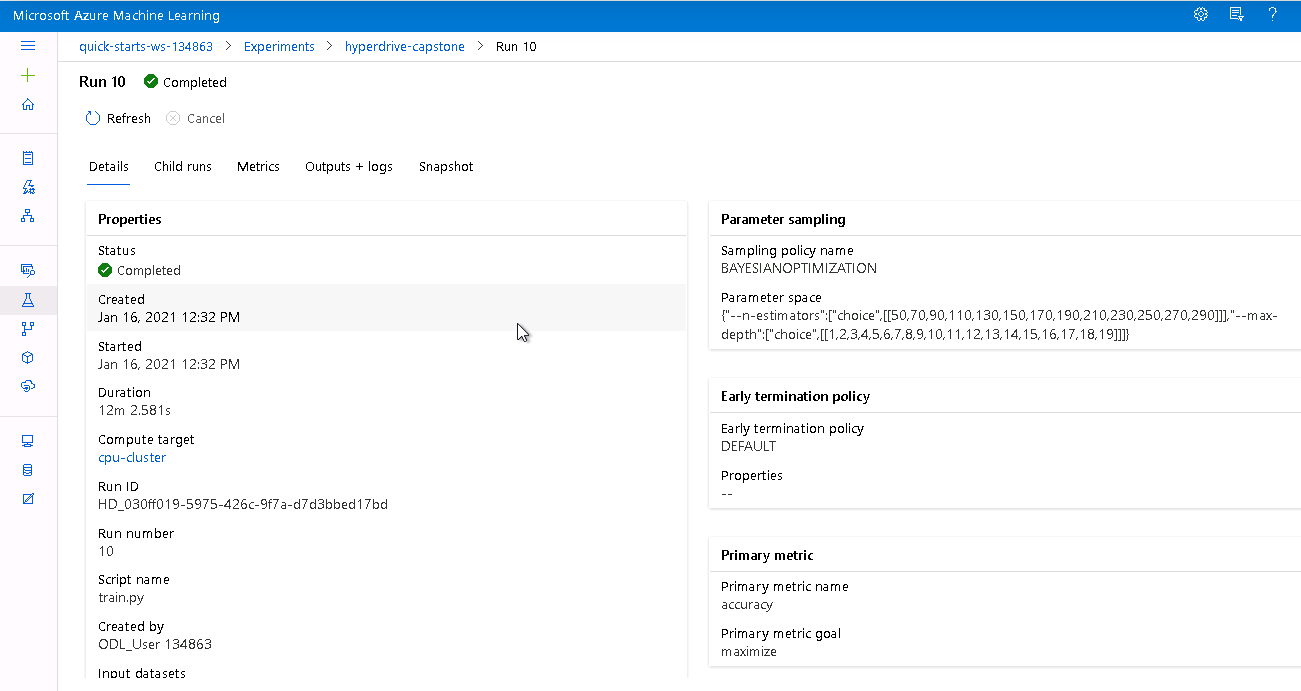 Microsoft Azure Machine Learning
quick-starts-ws-134863 > Experiments > hyperdrive-capstone > Run 10
Run 10 Completed
Refresh Cancel
Details Child runs Metrics Outputs + logs Snapshot
Properties
Status
Completed
Created
Jan 16, 2021 12:32 PM
Started
Jan 16, 2021 12:32 PM
Duration
12m 2.581s
Compute target
cpu-cluster
Run ID
HD_030ff019-5975-426c-9f7a-d7d3bbed17bd
Run number
10
Script name
train.py
Created by
ODL_User 134863
Input datasets
Parameter sampling
Sampling policy name
BAYESIANOPTIMIZATION
Parameter space
{"--n-estimators":["choice",[[50,70,90,110,130,150,170,190,210,230,250,270,290]]],"--max-
depth":["choice",[[1,2,3,4,5,6,7,8,9,10,11,12,13,14,15,16,17,18,19]]]}
Early termination policy
Early termination policy
DEFAULT
Properties
--
Primary metric
Primary metric name
accuracy
Primary metric goal
maximize